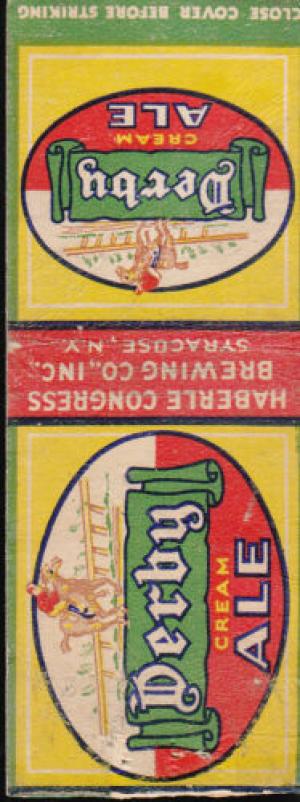 CLOSE COVER BEFORE STRIKING
Derby
CREAM
ALE
HABERLE CONGRESS
BREWING CO., INC.,
SYRACUSE, N.Y.
Derby
CREAM
ALE